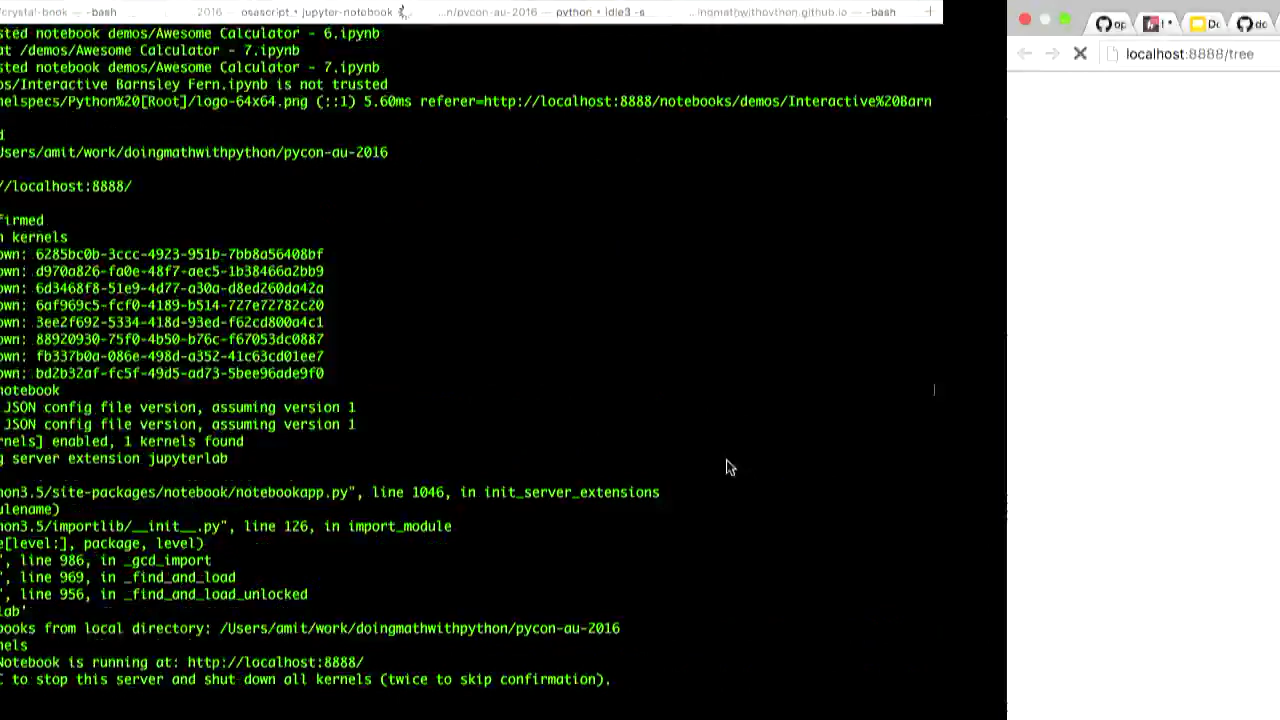 crystal-book - -bash
2016 osascript • jupyter-notebook
...n/pycon-au-2016 — python • idle3 -s
...ingmathwithpython.github.io — -bash
sted notebook demos/Awesome Calculator - 6.ipynb
at /demos/Awesome Calculator - 7.ipynb
sted notebook demos/Awesome Calculator - 7.ipynb
os/Interactive Barnsley Fern.ipynb is not trusted
nelspecs/Python%20[Root]/logo-64x64.png (::1) 5.60ms referer=http://localhost:8888/notebooks/demos/Interactive%20Barn
d
Users/amit/work/doingmathwithpython/pycon-au-2016
//localhost:8888/
firmed
n kernels
own: 6285bc0b-3ccc-4923-951b-7bb8a56408bf
own: d970a826-fa0e-48f7-aec5-1b38466a2bb9
own: 6d3468f8-51e9-4d77-a30a-d8ed260da42a
own: 6af969c5-fcf0-4189-b514-727e72782c20
own: 3ee2f692-5334-418d-93ed-f62cd800a4c1
own: 88920930-75f0-4b50-b76c-f67053dc0887
own: fb337b0a-086e-498d-a352-41c63cd01ee7
own: bd2b32af-fc5f-49d5-ad73-5bee96ade9f0
notebook
JSON config file version, assuming version 1
JSON config file version, assuming version 1
rnels] enabled, 1 kernels found
g server extension jupyterlab
hon3.5/site-packages/notebook/notebookapp.py", line 1046, in init_server_extensions
ulename)
hon3.5/importlib/__init__.py", line 126, in import_module
e[level:], package, level)
", line 986, in _gcd_import
", line 969, in _find_and_load
", line 956, in _find_and_load_unlocked
lab'
books from local directory: /Users/amit/work/doingmathwithpython/pycon-au-2016
nels
Notebook is running at: http://localhost:8888/
C to stop this server and shut down all kernels (twice to skip confirmation).
op
Do
do
localhost:8888/tree